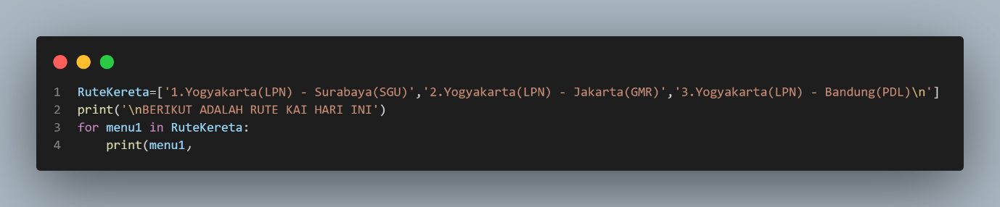 1 RuteKereta=['1.Yogyakarta(LPN) - Surabaya(SGU)','2.Yogyakarta(LPN) - Jakarta(GMR)','3.Yogyakarta(LPN) - Bandung(PDL)\n']
2 print('\nBERIKUT ADALAH RUTE KAI HARI INI')
3 for menu1 in RuteKereta:
4     print(menu1,